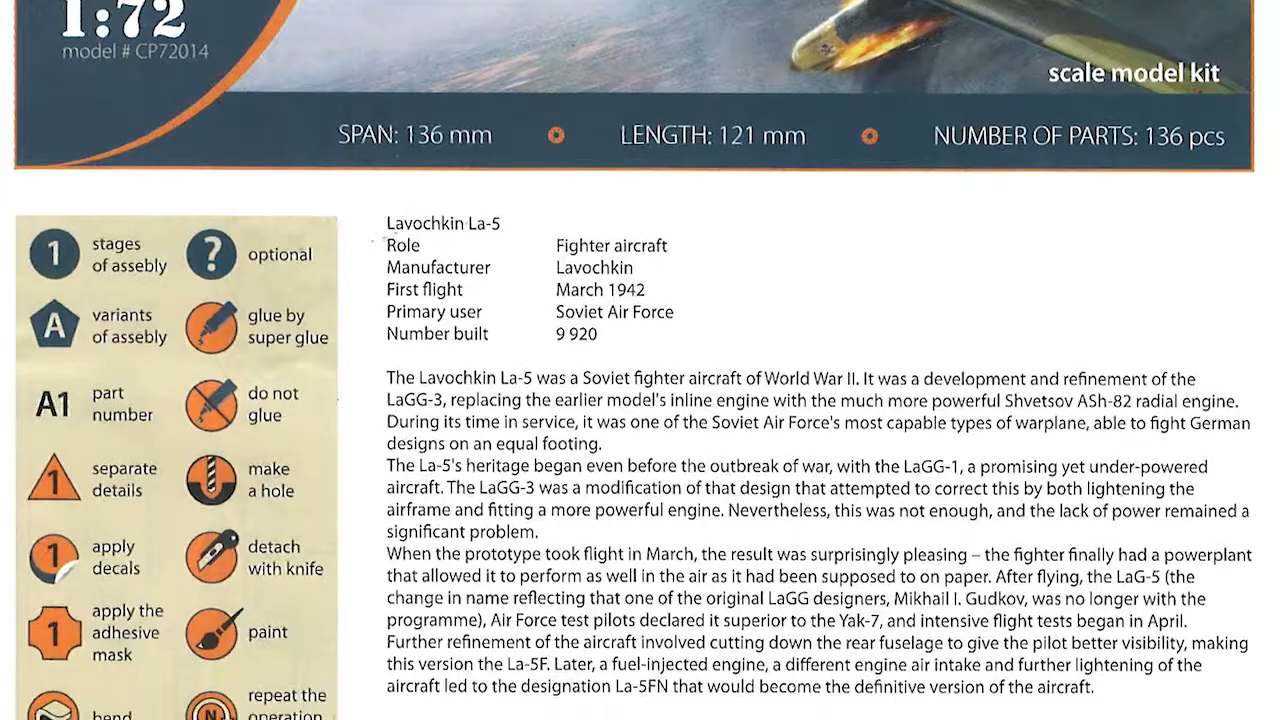 1:72
model # CP72014
scale model kit
SPAN: 136 mm
LENGTH: 121 mm
NUMBER OF PARTS: 136 pcs
1
stages
of assebly
?
optional
A
variants
of assebly
glue by
super glue
A1
part
number
do not
glue
1
separate
details
make
a hole
1
apply
decals
detach
with knife
1
apply the
adhesive
mask
paint
bend
N
repeat the
operation
Lavochkin La-5
Role Fighter aircraft
Manufacturer Lavochkin
First flight March 1942
Primary user Soviet Air Force
Number built 9 920
The Lavochkin La-5 was a Soviet fighter aircraft of World War II. It was a development and refinement of the
LaGG-3, replacing the earlier model's inline engine with the much more powerful Shvetsov ASh-82 radial engine.
During its time in service, it was one of the Soviet Air Force's most capable types of warplane, able to fight German
designs on an equal footing.
The La-5's heritage began even before the outbreak of war, with the LaGG-1, a promising yet under-powered
aircraft. The LaGG-3 was a modification of that design that attempted to correct this by both lightening the
airframe and fitting a more powerful engine. Nevertheless, this was not enough, and the lack of power remained a
significant problem.
When the prototype took flight in March, the result was surprisingly pleasing – the fighter finally had a powerplant
that allowed it to perform as well in the air as it had been supposed to on paper. After flying, the LaG-5 (the
change in name reflecting that one of the original LaGG designers, Mikhail I. Gudkov, was no longer with the
programme), Air Force test pilots declared it superior to the Yak-7, and intensive flight tests began in April.
Further refinement of the aircraft involved cutting down the rear fuselage to give the pilot better visibility, making
this version the La-5F. Later, a fuel-injected engine, a different engine air intake and further lightening of the
aircraft led to the designation La-5FN that would become the definitive version of the aircraft.